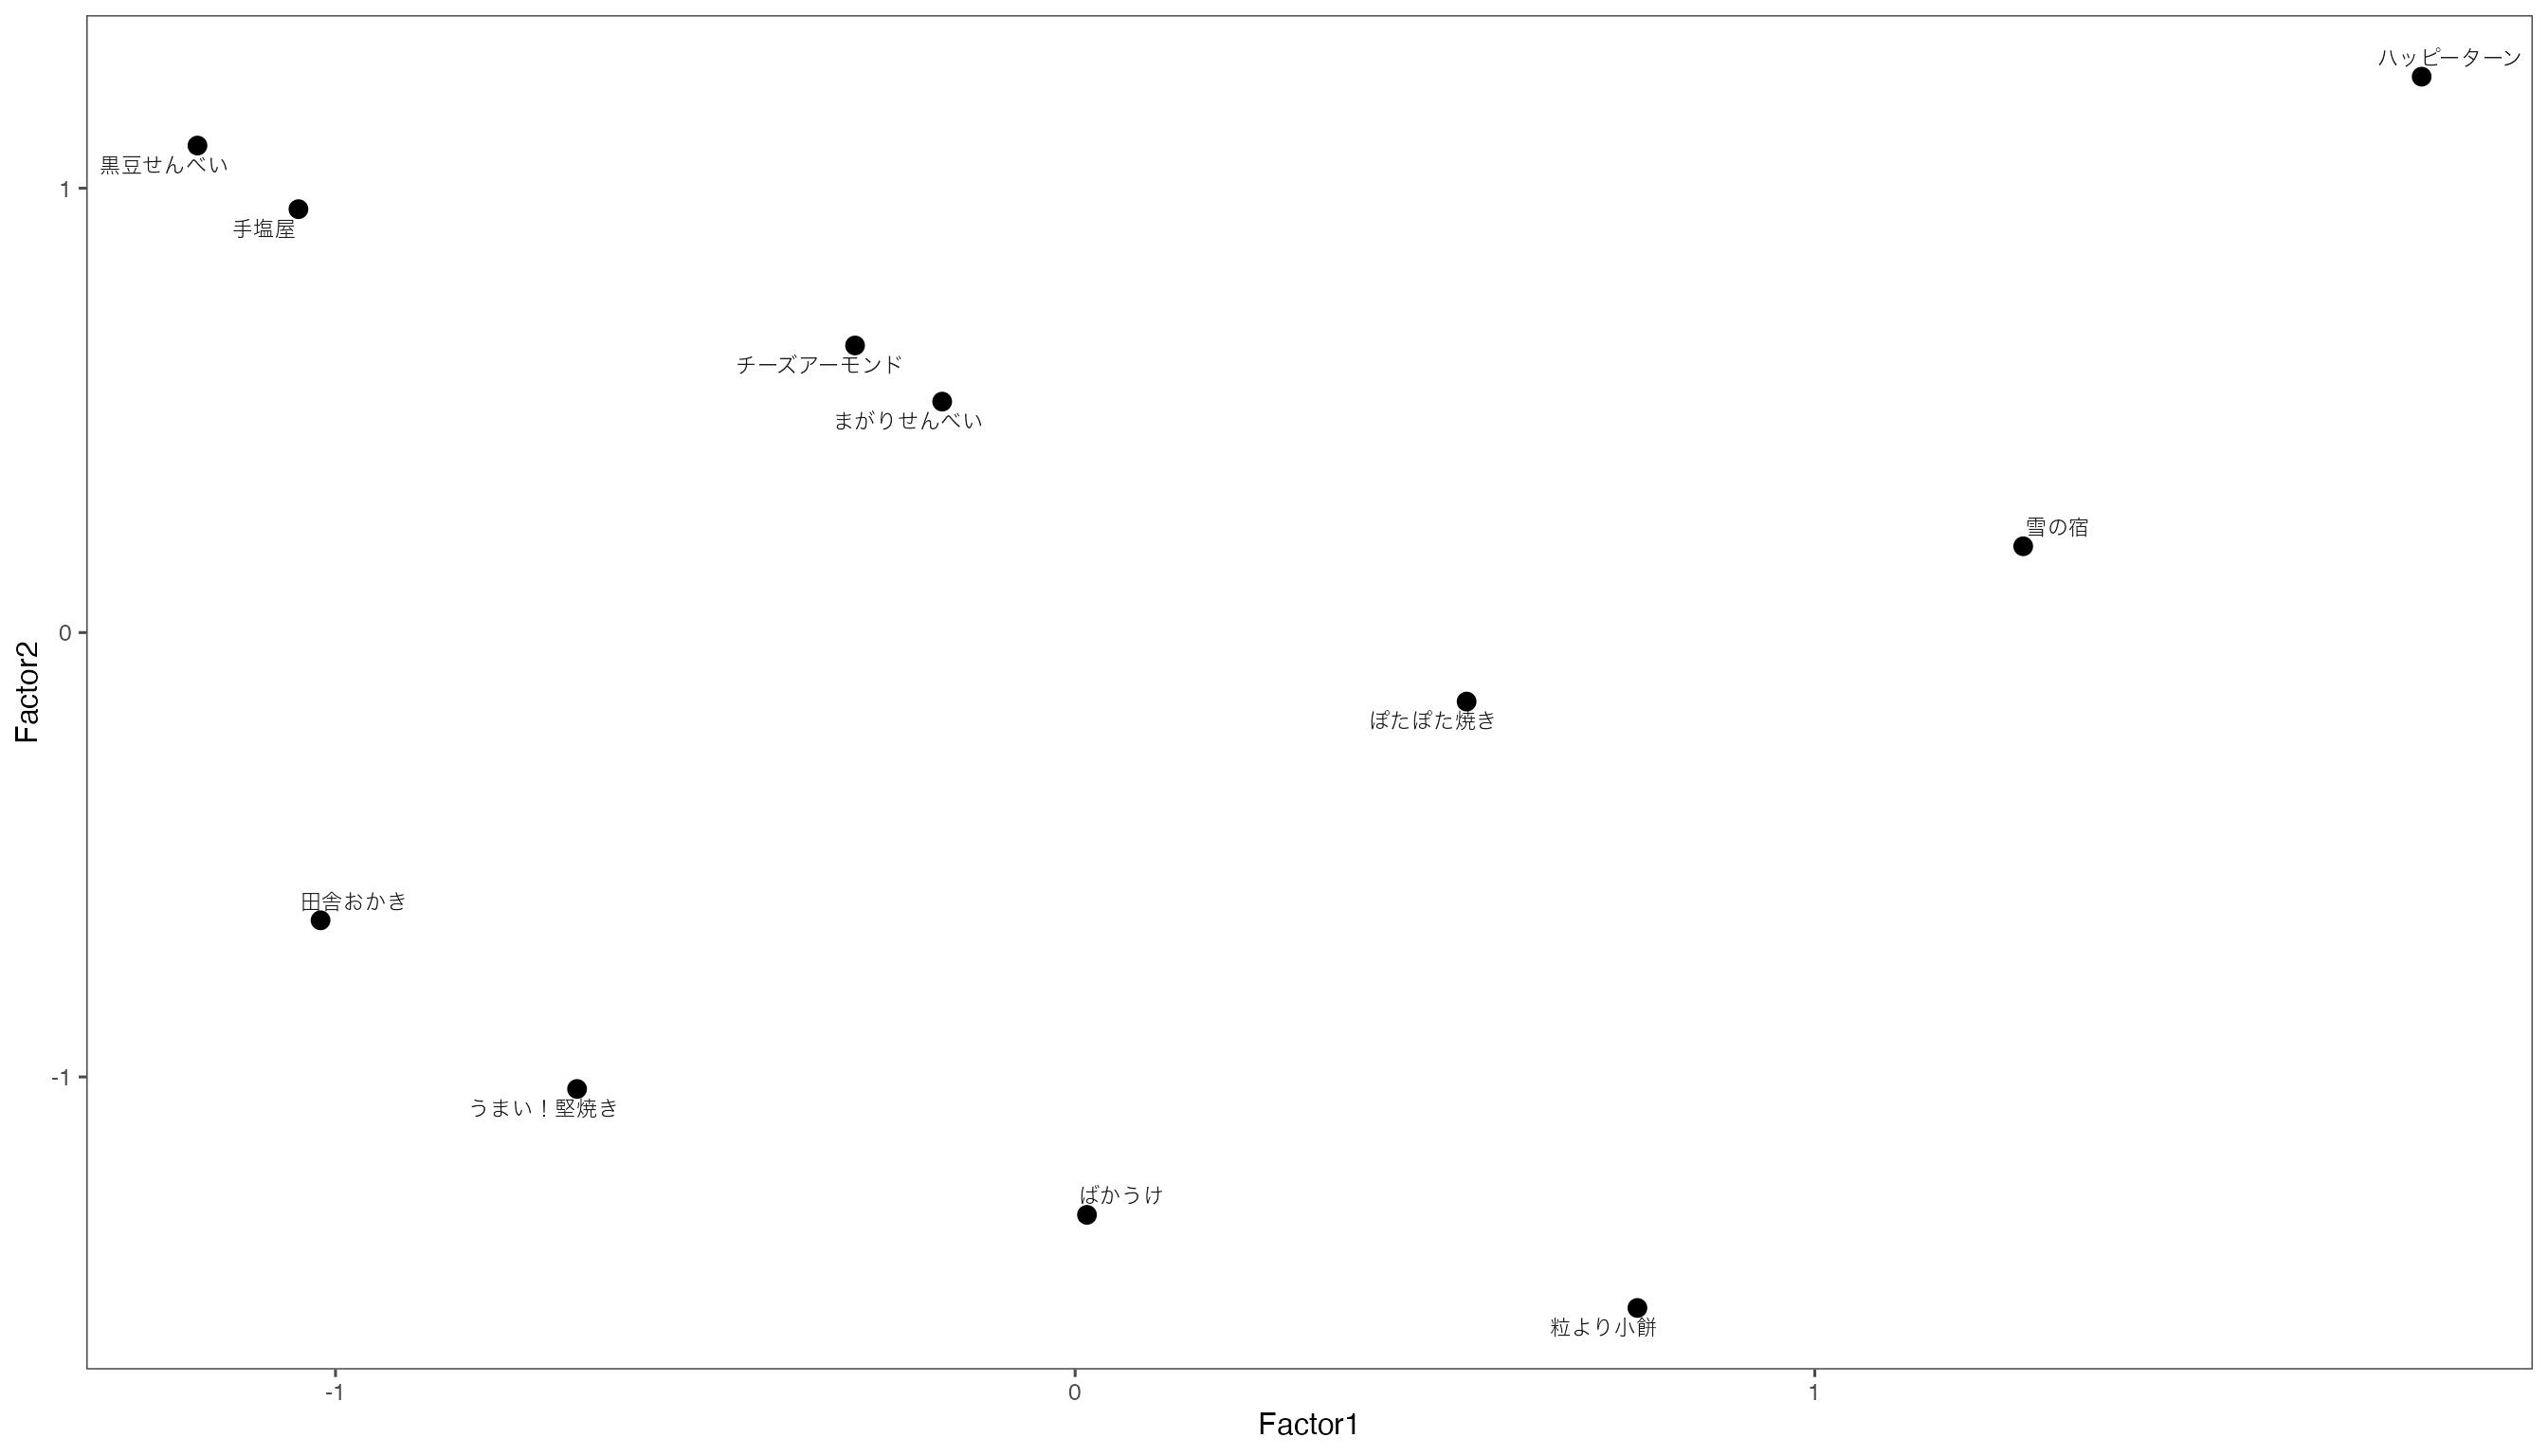 ハッピーターン
黒豆せんべい
1
手塩屋
チーズアーモンド
まがりせんべい
雪の宿
0
Factor2
ぽたぽた焼き
田舎おかき
-1
うまい！堅焼き
ばかうけ
粒より小餅
-1
0
1
Factor1